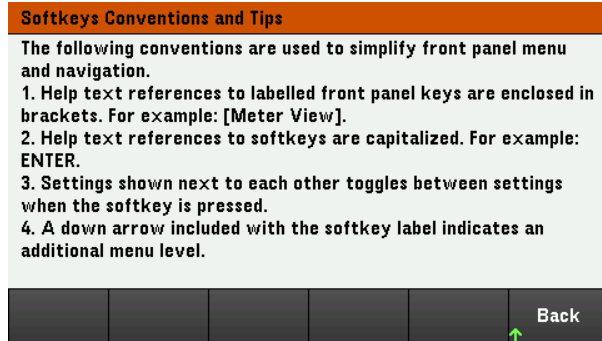 Softkeys Conventions and Tips
The following conventions are used to simplify front panel menu
and navigation.
1. Help text references to labelled front panel keys are enclosed in
brackets. For example: [Meter View].
2. Help text references to softkeys are capitalized. For example:
ENTER.
3. Settings shown next to each other toggles between settings
when the softkey is pressed.
4. A down arrow included with the softkey label indicates an
additional menu level.
Back